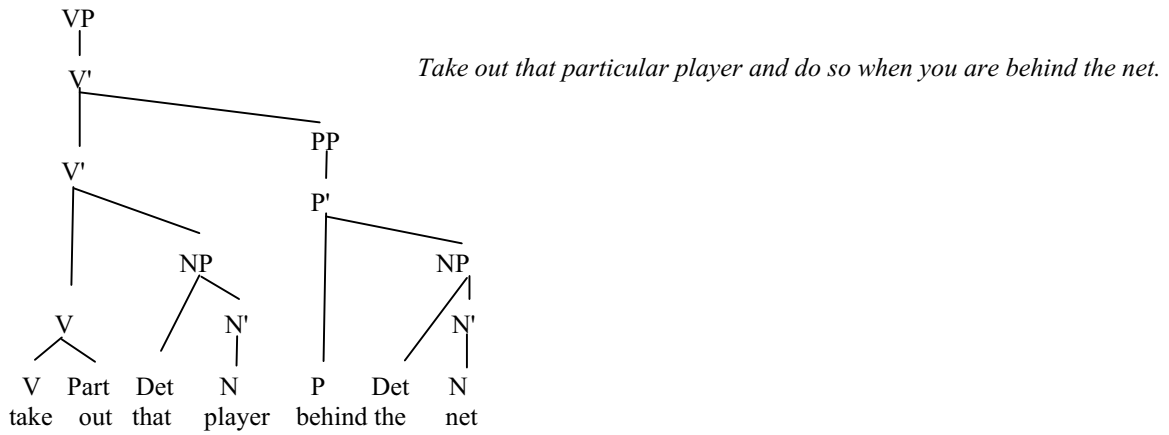 VP
V' Take out that particular player and do so when you are behind the net.
PP
V'
P'
NP NP
V N' N'
V Part Det N P Det N
take out that player behind the net